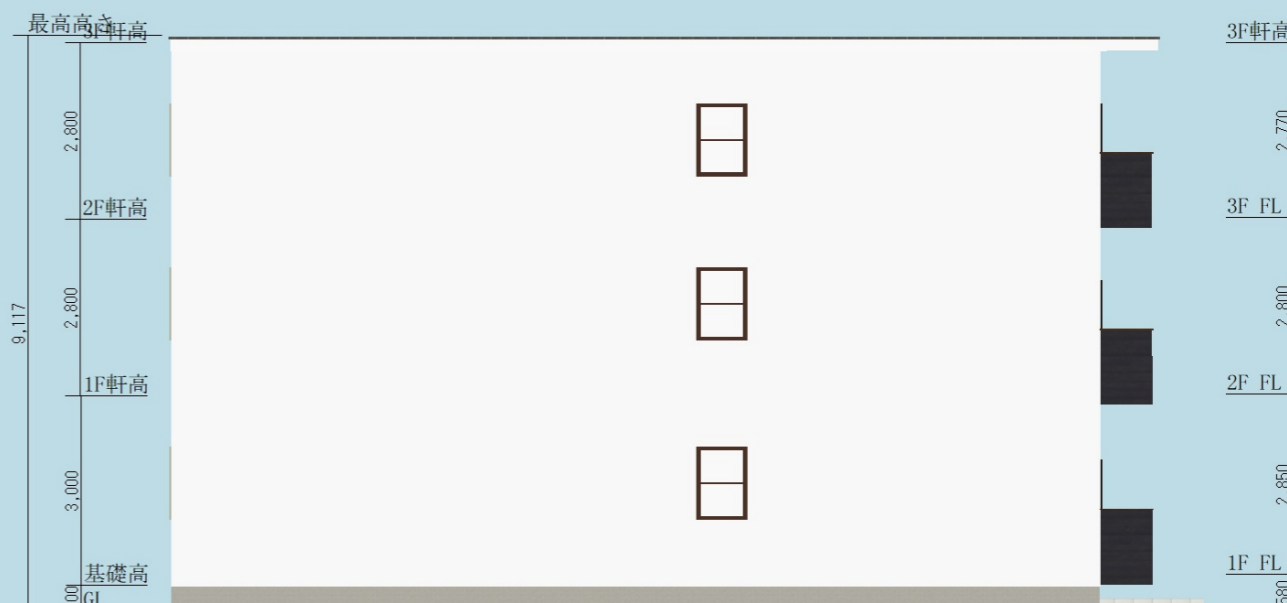 最高高さ
3F軒高
2,800
2F軒高
9,117
2,800
1F軒高
3,000
基礎高
GL
3F軒高
2,770
3F FL
2,800
2F FL
2,850
1F FL